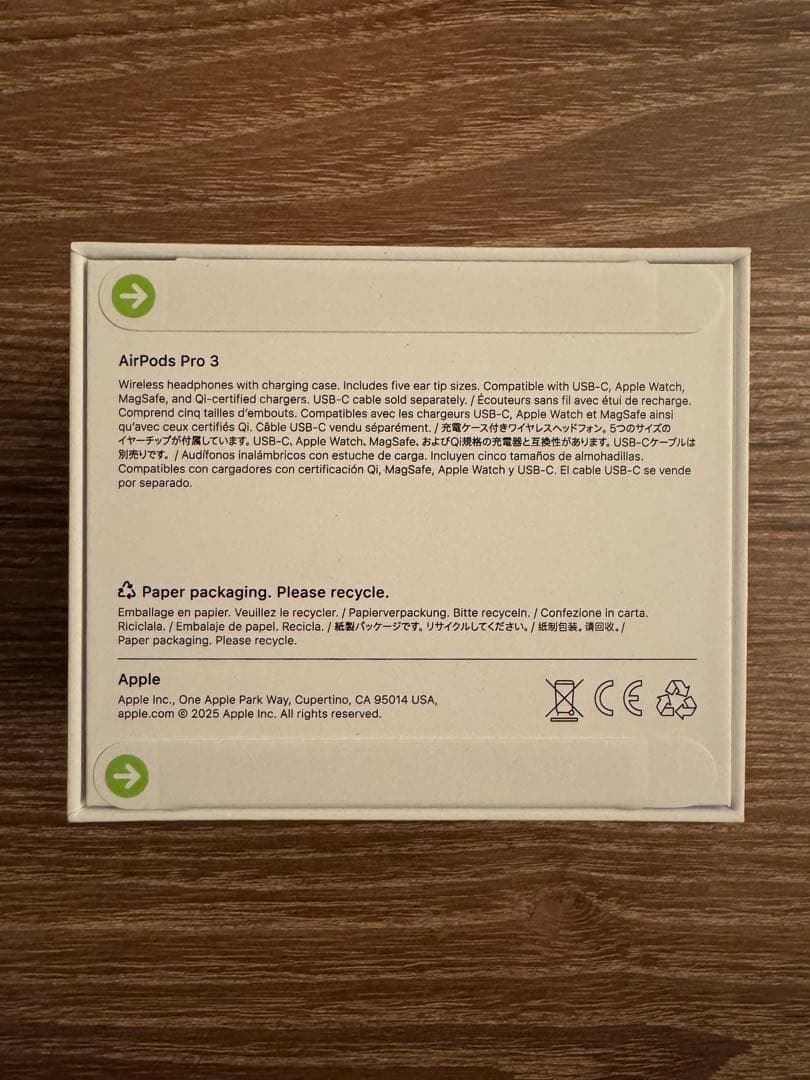 AirPods Pro 3
Wireless headphones with charging case. Includes five ear tip sizes. Compatible with USB-C, Apple Watch,
MagSafe, and Qi-certified chargers. USB-C cable sold separately. / Écouteurs sans fil avec étui de recharge.
Comprend cinq tailles d'embouts. Compatibles avec les chargeurs USB-C, Apple Watch et MagSafe ainsi
qu'avec ceux certifiés Qi. Câble USB-C vendu séparément. / 充電ケース付きワイヤレスヘッドフォン。5つのサイズの
イヤーチップが付属しています。USB-C、Apple Watch、MagSafe、およびQi規格の充電器と互換性があります。USB-Cケーブルは
別売りです。 / Audífonos inalámbricos con estuche de carga. Incluyen cinco tamaños de almohadillas.
Compatibles con cargadores con certificación Qi, MagSafe, Apple Watch y USB-C. El cable USB-C se vende
por separado.
Paper packaging. Please recycle.
Emballage en papier. Veuillez le recycler. / Papierverpackung. Bitte recyceln. / Confezione in carta.
Riciclala. / Embalaje de papel. Recicla. / 紙製パッケージです。リサイクルしてください。/ 纸制包装。请回收。/
Paper packaging. Please recycle.
Apple
Apple Inc., One Apple Park Way, Cupertino, CA 95014 USA,
apple.com © 2025 Apple Inc. All rights reserved.
CE